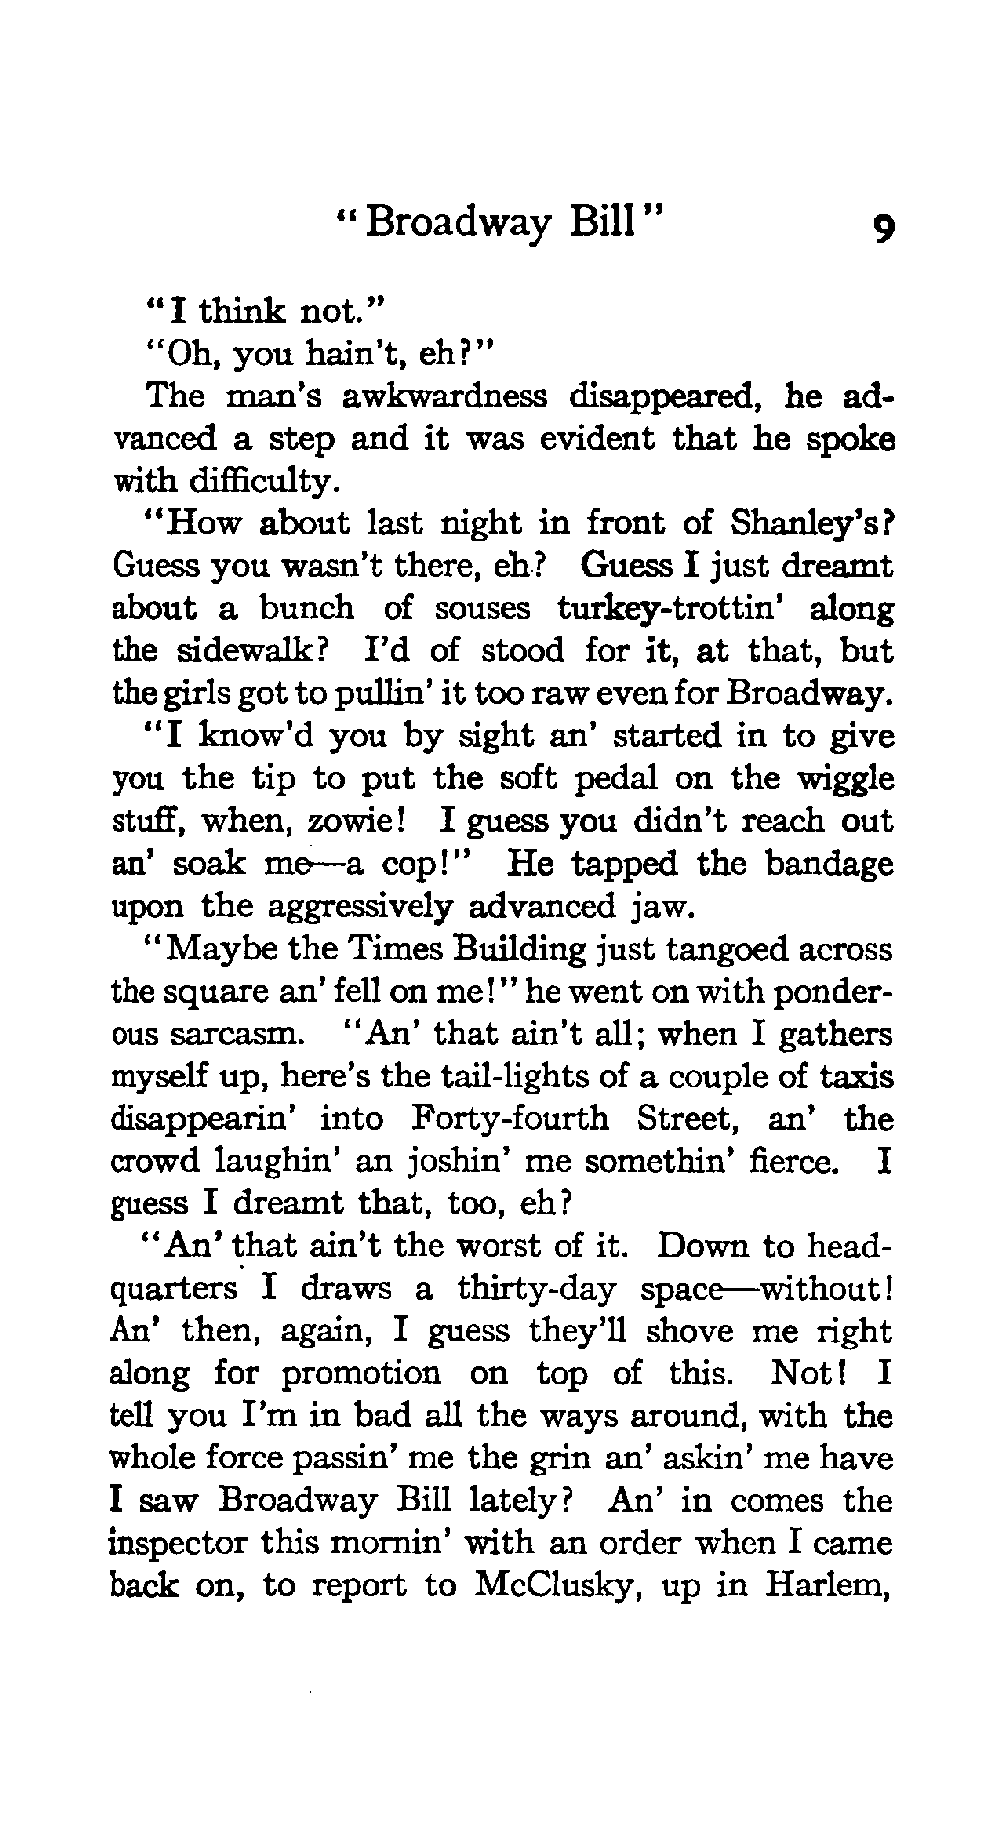 “Broadway Bill” 9
“I think not.”
“Oh, you hain’t, eh?”
The man’s awkwardness disappeared, he ad-
vanced a step and it was evident that he spoke
with difficulty.
“How about last night in front of Shanley’s?
Guess you wasn’t there, eh? Guess I just dreamt
about a bunch of souses turkey-trottin’ along
the sidewalk? I’d of stood for it, at that, but
the girls got to pullin’ it too raw even for Broadway.
“I know’d you by sight an’ started in to give
you the tip to put the soft pedal on the wiggle
stuff, when, zowie! I guess you didn’t reach out
an’ soak me—a cop!” He tapped the bandage
upon the aggressively advanced jaw.
“Maybe the Times Building just tangoed across
the square an’ fell on me!” he went on with ponder-
ous sarcasm. “An’ that ain’t all; when I gathers
myself up, here’s the tail-lights of a couple of taxis
disappearin’ into Forty-fourth Street, an’ the
crowd laughin’ an joshin’ me somethin’ fierce. I
guess I dreamt that, too, eh?
“An’ that ain’t the worst of it. Down to head-
quarters I draws a thirty-day space—without!
An’ then, again, I guess they’ll shove me right
along for promotion on top of this. Not! I
tell you I’m in bad all the ways around, with the
whole force passin’ me the grin an’ askin’ me have
I saw Broadway Bill lately? An’ in comes the
inspector this mornin’ with an order when I came
back on, to report to McClusky, up in Harlem,